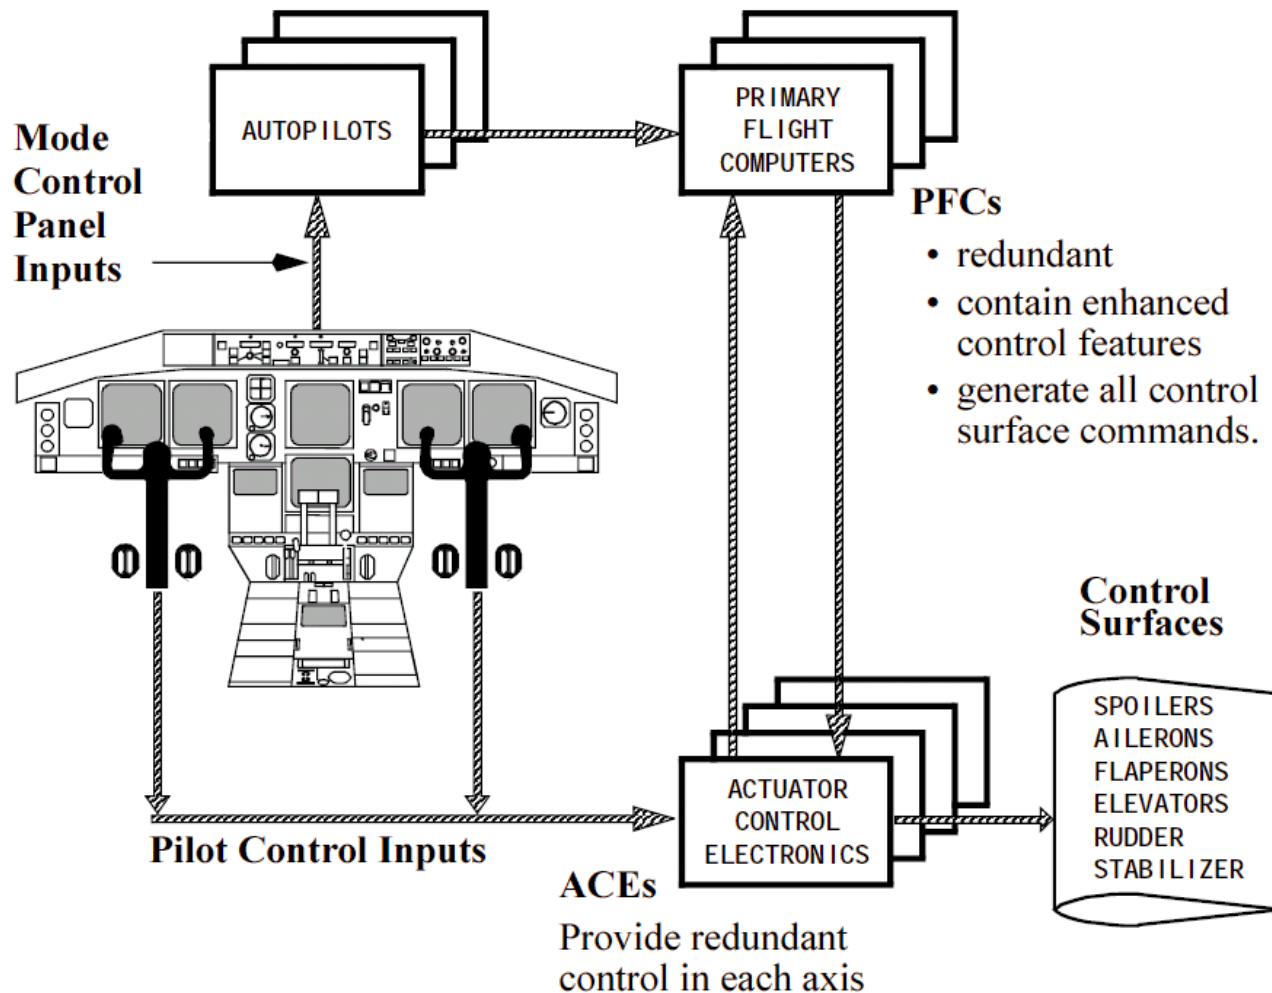 AUTOPILOTS
PRIMARY
FLIGHT
COMPUTERS
Mode
Control
Panel
Inputs
PFCs
• redundant
• contain enhanced
control features
• generate all control
surface commands.
Control
Surfaces
SPOILERS
AILERONS
FLAPERONS
ELEVATORS
RUDDER
STABILIZER
ACTUATOR
CONTROL
ELECTRONICS
Pilot Control Inputs
ACEs
Provide redundant
control in each axis